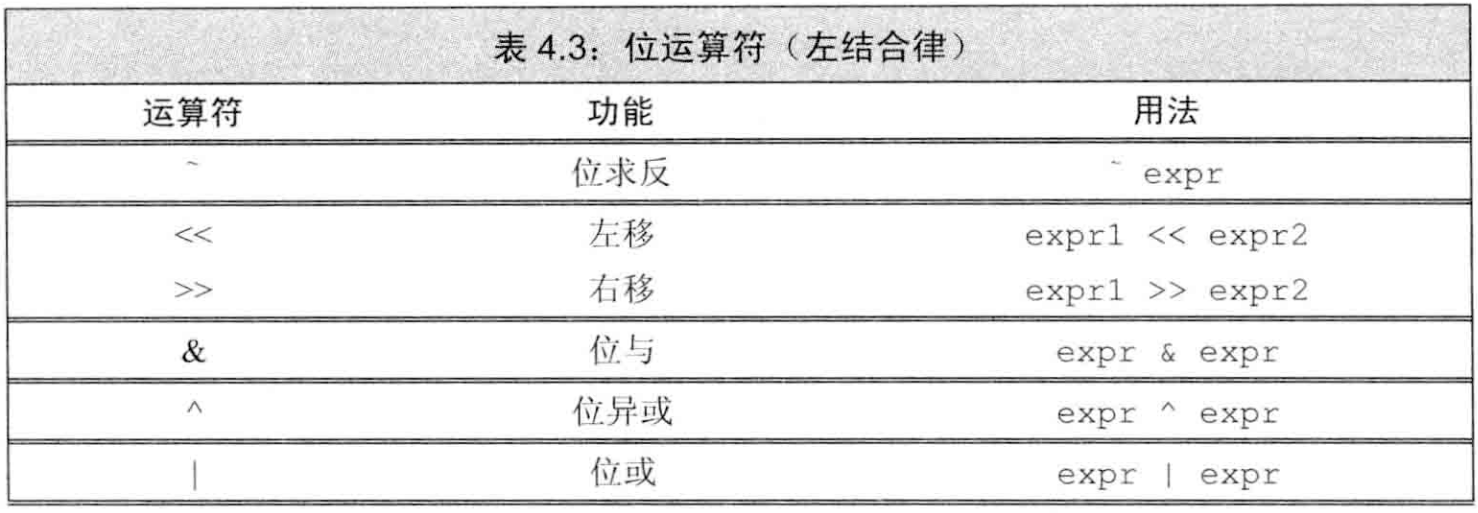 表 4.3：位运算符（左结合律）
运算符 功能 用法
~ 位求反 ~ expr
<< 左移 expr1 << expr2
>> 右移 expr1 >> expr2
& 位与 expr & expr
^ 位异或 expr ^ expr
| 位或 expr | expr